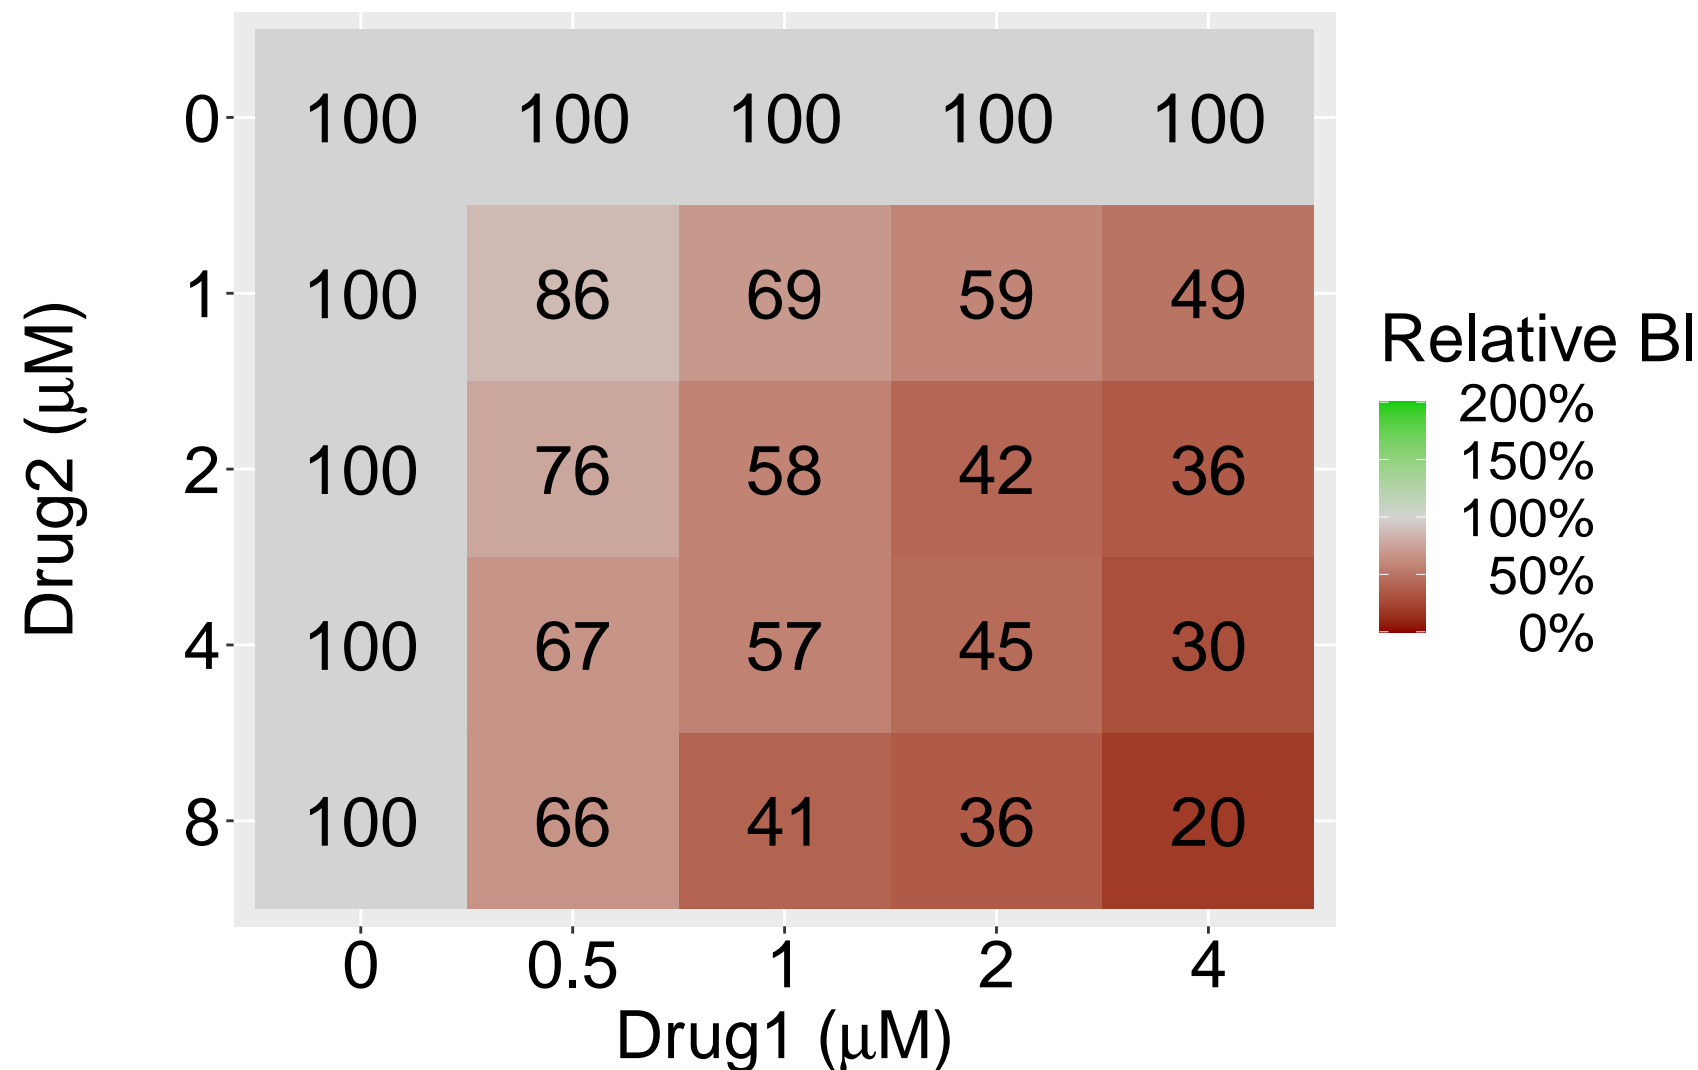 0 100 100 100 100 100
1 100 86 69 59 49
2 100 76 58 42 36
4 100 67 57 45 30
8 100 66 41 36 20
0 0.5 1 2 4
Drug1 (μM)
Drug2 (μM)
Relative BI
200%
150%
100%
50%
0%